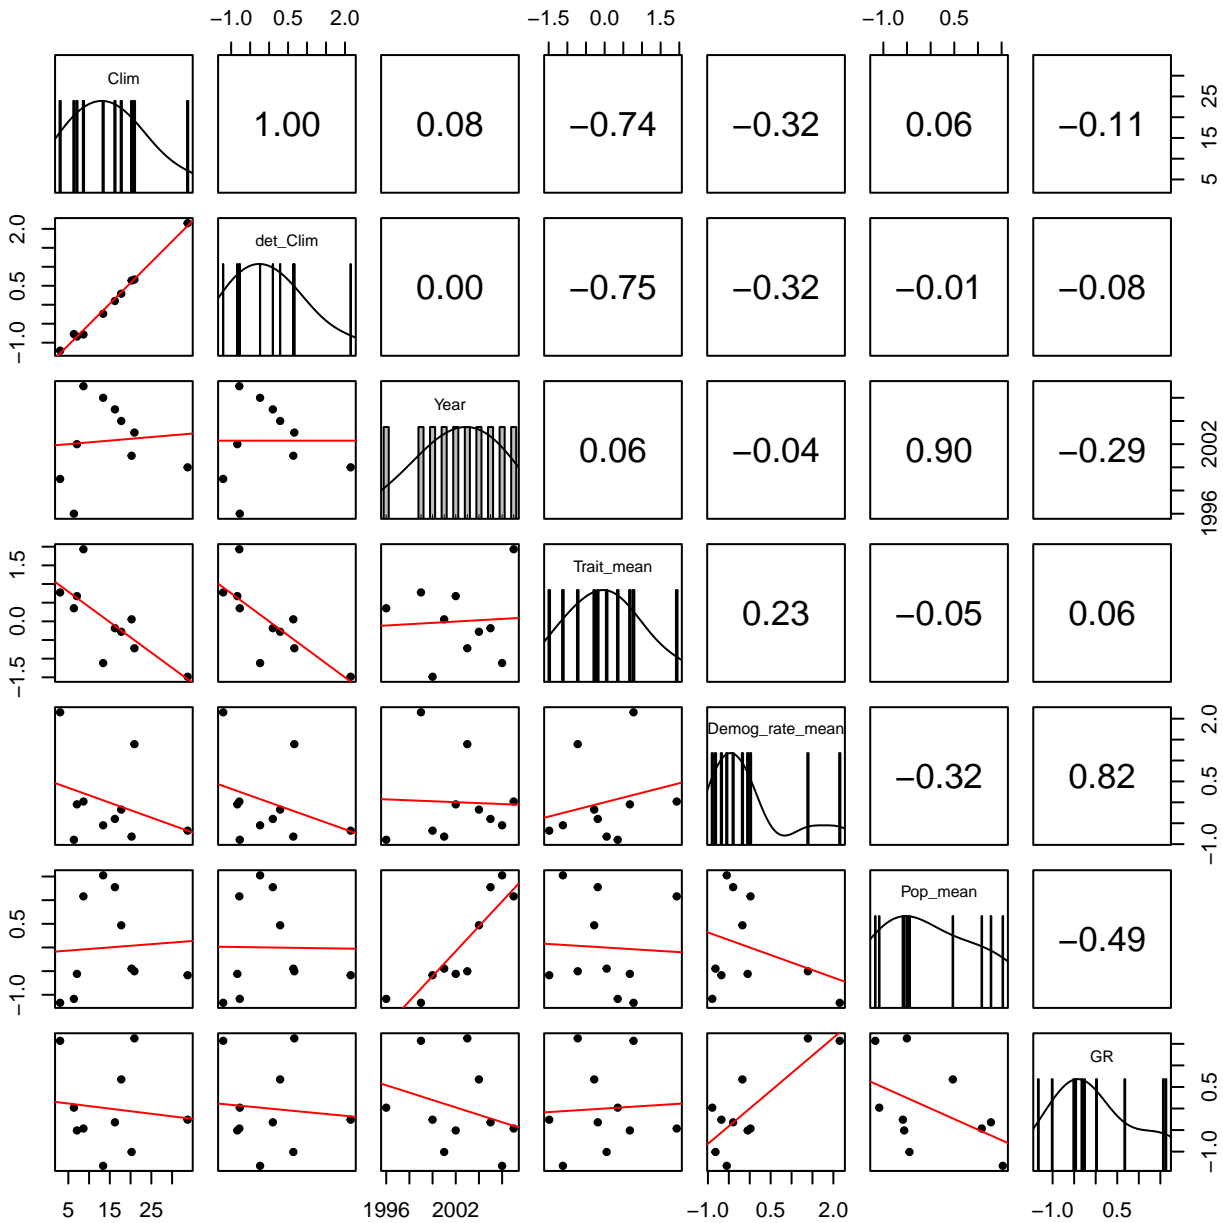 −1.0 0.5 2.0 −1.5 0.0 1.5 −1.0 0.5
Clim
1.00 0.08 −0.74 −0.32 0.06 −0.11
5 15 25
−1.0 0.5 2.0
det_Clim
0.00 −0.75 −0.32 −0.01 −0.08
Year
0.06 −0.04 0.90 −0.29
1996 2002
−1.5 0.0 1.5
Trait_mean
0.23 −0.05 0.06
Demog_rate_mean
−0.32 0.82
−1.0 0.5 2.0
−1.0 0.5
Pop_mean
−0.49
GR
−1.0 0.5
5 15 25 1996 2002 −1.0 0.5 2.0 −1.0 0.5